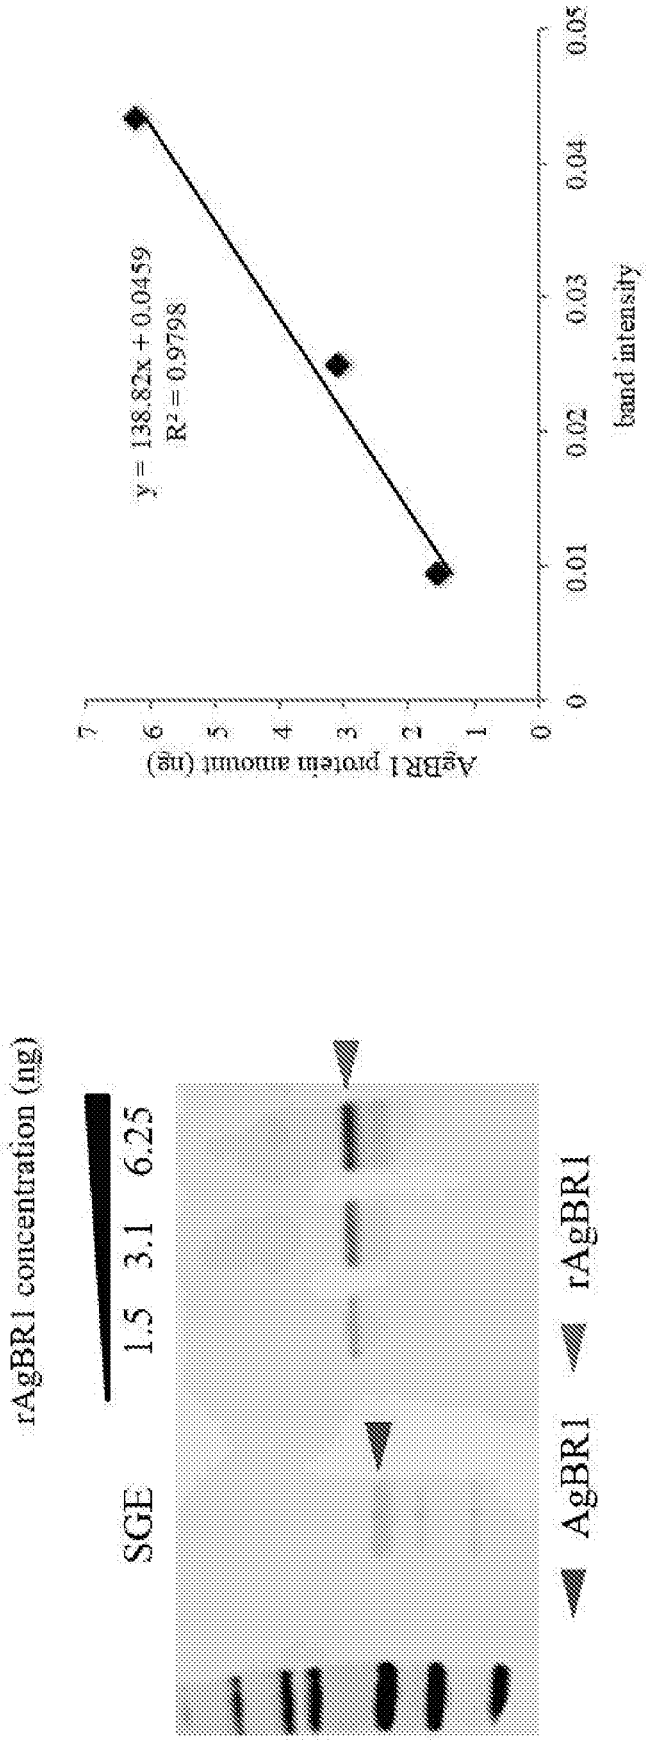 rAgBR1 concentration (ng)
SGE 1.5 3.1 6.25
AgBR1 rAgBR1
7
6
5
4
3
2
1
0
AgBR1 protein amount (ng)
y = 138.82x + 0.0459
R² = 0.9798
0 0.01 0.02 0.03 0.04 0.05
band intensity